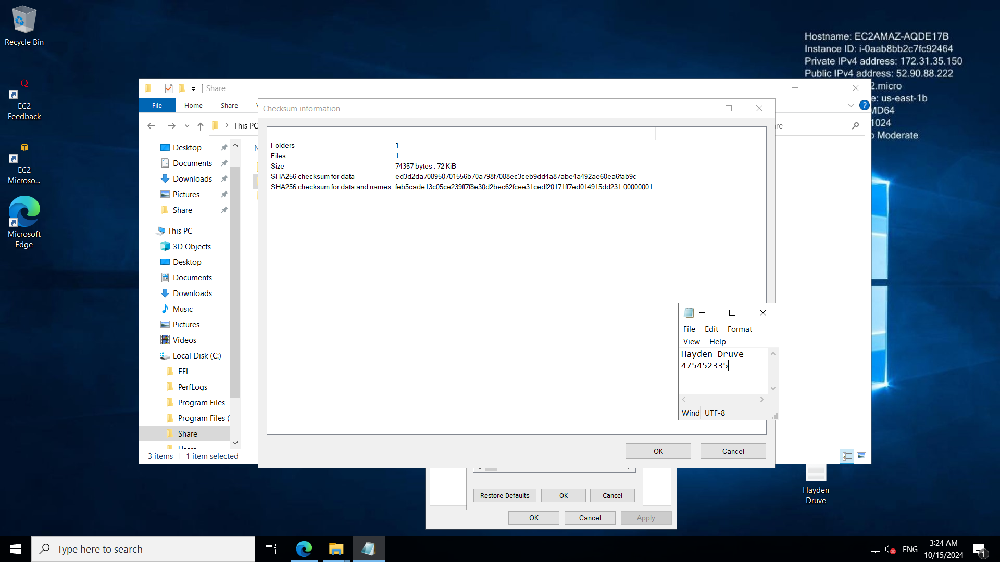 Recycle Bin
EC2
Feedback
EC2
Microso...
Microsoft
Edge
Hostname: EC2AMAZ-AQDE17B
Instance ID: i-0aab8bb2c7fc92464
Private IPv4 address: 172.31.35.150
Public IPv4 address: 52.90.88.222
2.micro
e: us-east-1b
MD64
1024
o Moderate
Share
File
Home
Share
This PC
re
Desktop
Documents
Downloads
Pictures
Share
This PC
3D Objects
Desktop
Documents
Downloads
Music
Pictures
Videos
Local Disk (C:)
EFI
PerfLogs
Program Files
Program Files (
Share
3 items
1 item selected
Checksum information
Folders 1
Files 1
Size 74357 bytes : 72 KiB
SHA256 checksum for data ed3d2da708950701556b70a798f7088ec3ceb9dd4a87abe4a492ae60ea6fab9c
SHA256 checksum for data and names feb5cade13c05ce239ff7f8e30d2bec62fcee31cedf20171ff7ed014915dd231-00000001
OK
Cancel
File Edit Format
View Help
Hayden Druve
475452335
Wind UTF-8
Restore Defaults OK Cancel
OK Cancel Apply
Hayden
Druve
Type here to search
ENG
3:24 AM
10/15/2024
1